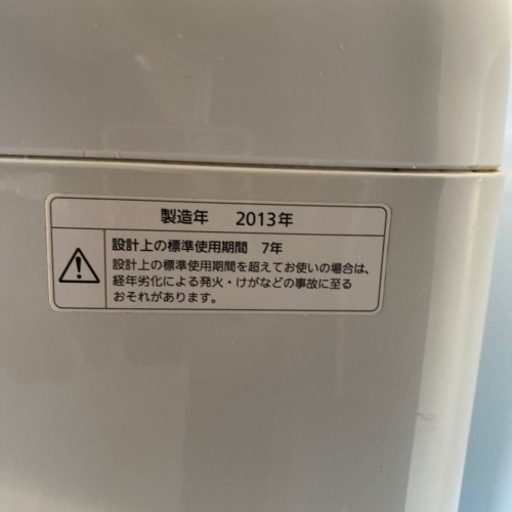 製造年 2013年
設計上の標準使用期間 7年
設計上の標準使用期間を超えてお使いの場合は、
経年劣化による発火・けがなどの事故に至る
おそれがあります。